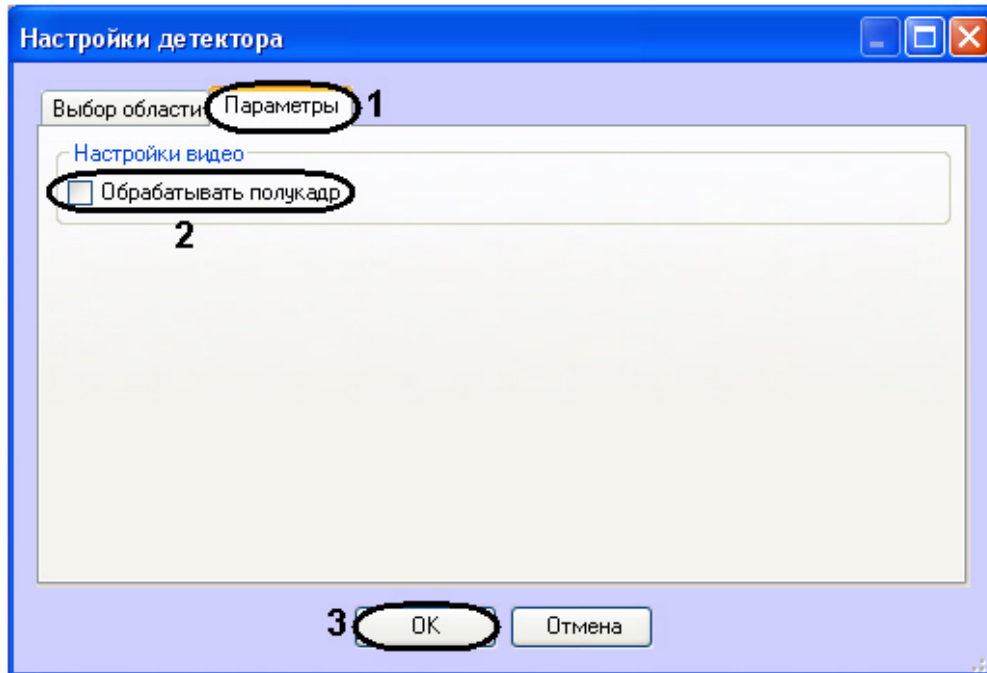 Настройки детектора
Выбор области Параметры 1
Настройки видео
Обрабатывать полукадр
2
3 OK Отмена